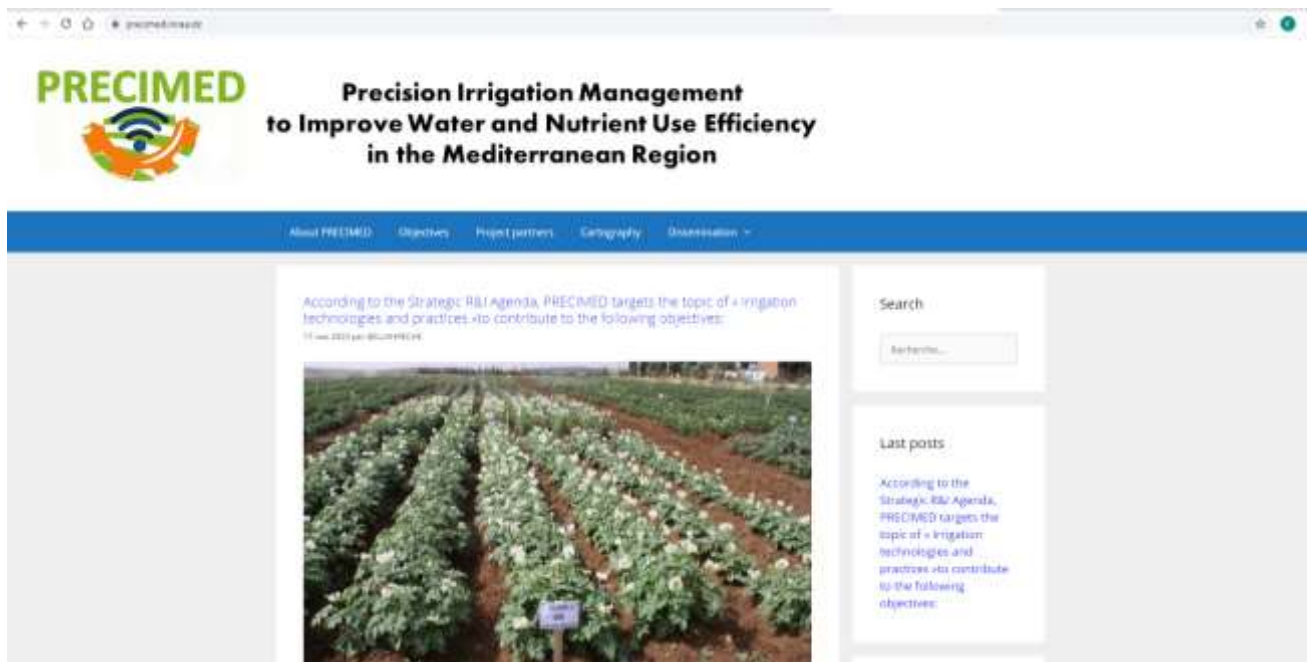 PRECIMED
Precision Irrigation Management
to Improve Water and Nutrient Use Efficiency
in the Mediterranean Region
About PRECIMED Objectives Project partners Cartography Dissemination
According to the Strategic R&I Agenda, PRECIMED targets the topic of « irrigation
technologies and practices »to contribute to the following objectives:
Search
Recherche...
Last posts
According to the
Strategic R&I Agenda,
PRECIMED targets the
topic of « irrigation
technologies and
practices »to contribute
to the following
objectives: